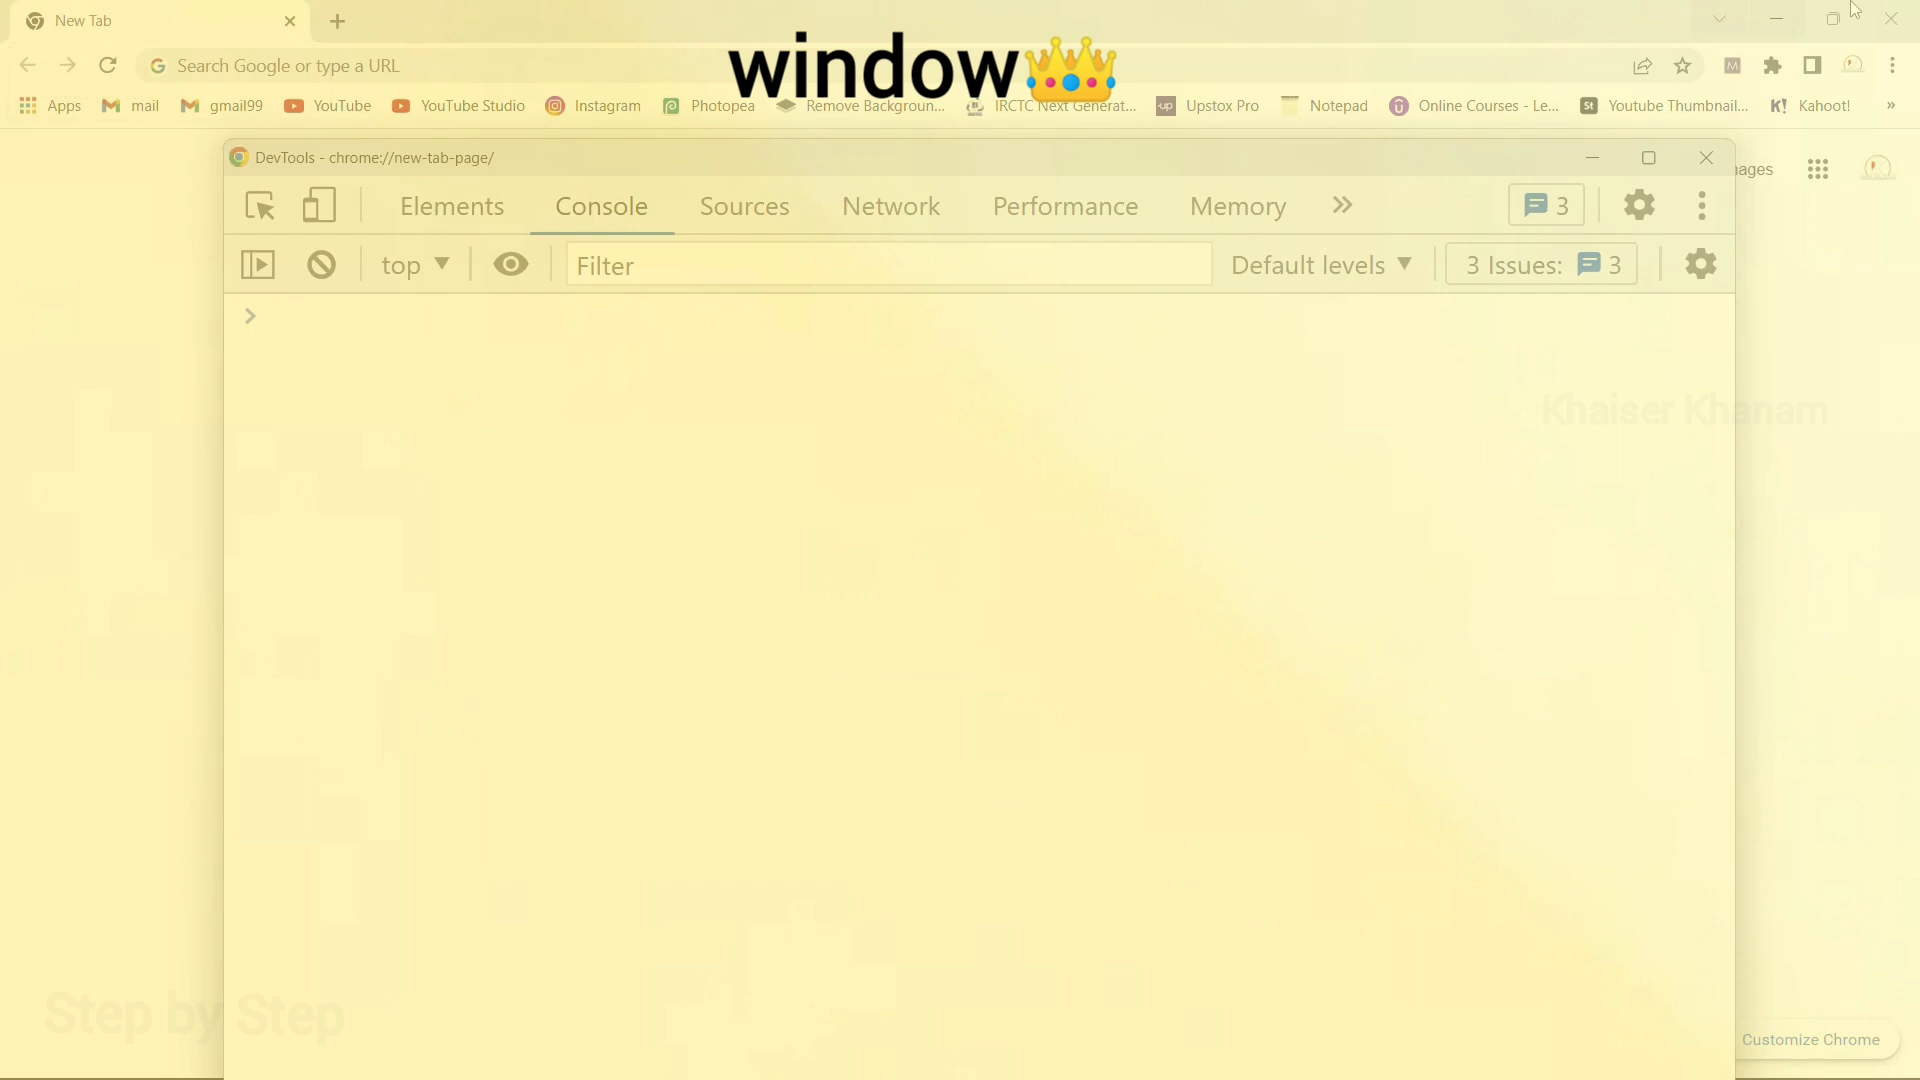 New Tab
window👑
Search Google or type a URL
Apps mail gmail99 YouTube YouTube Studio Instagram Photopea Remove Backgroun... IRCTC Next Generat... Upstox Pro Notepad Online Courses - Le... Youtube Thumbnail... Kahoot! »
DevTools - chrome://new-tab-page/
ages
Elements Console Sources Network Performance Memory » 3
top Filter Default levels 3 Issues: 3
>
Khaiser Khanam
Step by Step
Customize Chrome